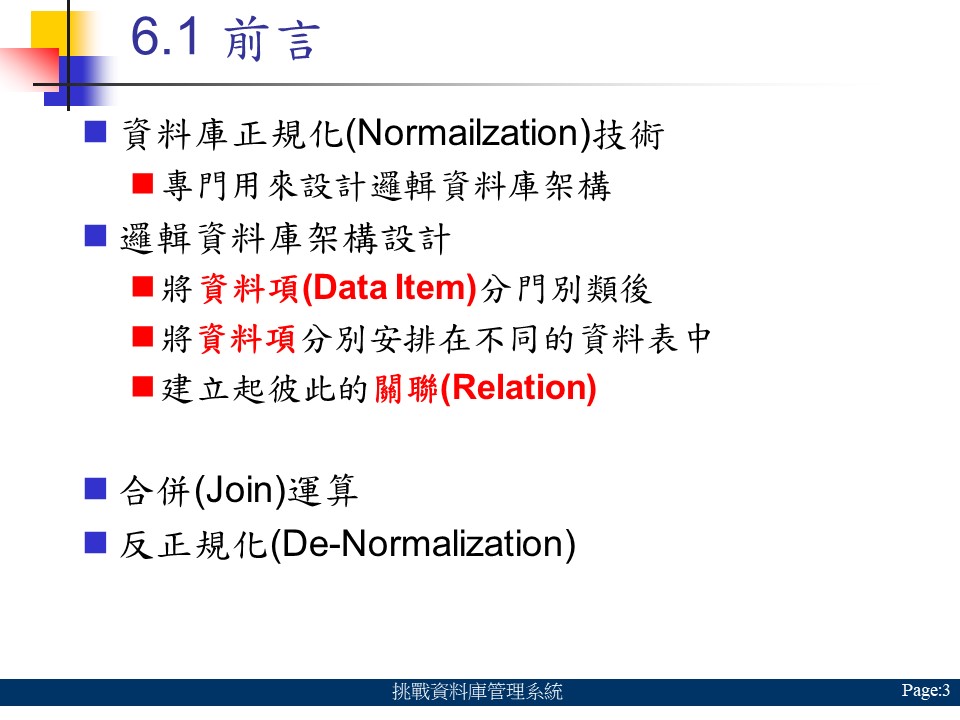 6.1 前言
資料庫正規化(Normailzation)技術
專門用來設計邏輯資料庫架構
邏輯資料庫架構設計
將資料項(Data Item)分門別類後
將資料項分別安排在不同的資料表中
建立起彼此的關聯(Relation)
合併(Join)運算
反正規化(De-Normalization)
挑戰資料庫管理系統
Page:3